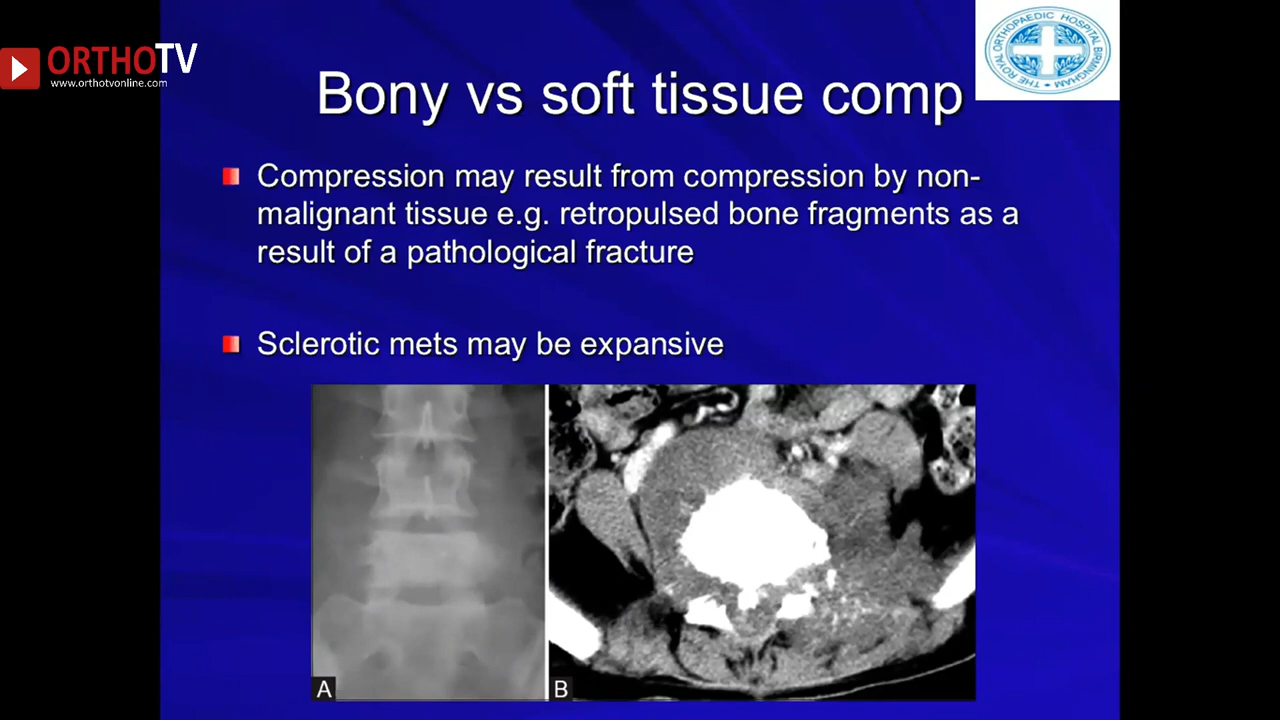 ORTHOTV
www.orthotvonline.com
THE ROYAL ORTHOPAEDIC HOSPITAL BIRMINGHAM
Bony vs soft tissue comp
Compression may result from compression by non-
malignant tissue e.g. retropulsed bone fragments as a
result of a pathological fracture
Sclerotic mets may be expansive
A
B